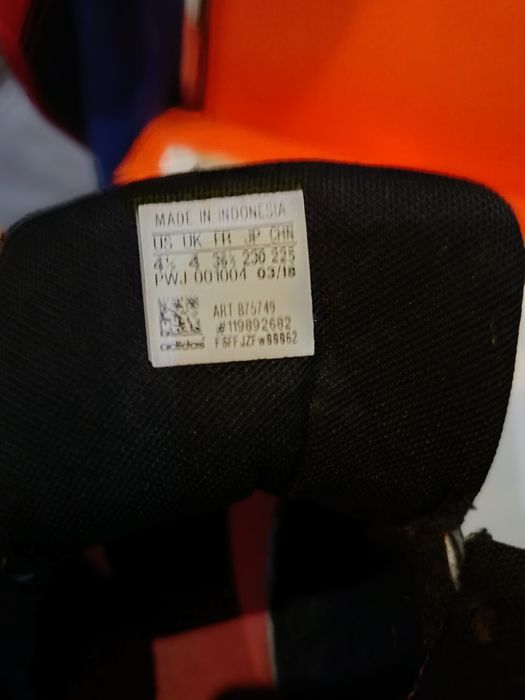 MADE IN INDONESIA
US UK FR JP CHN
4½ 4 36⅔ 230 225
PWJ 001004 03/18
ART B75749
#119892682
adidas